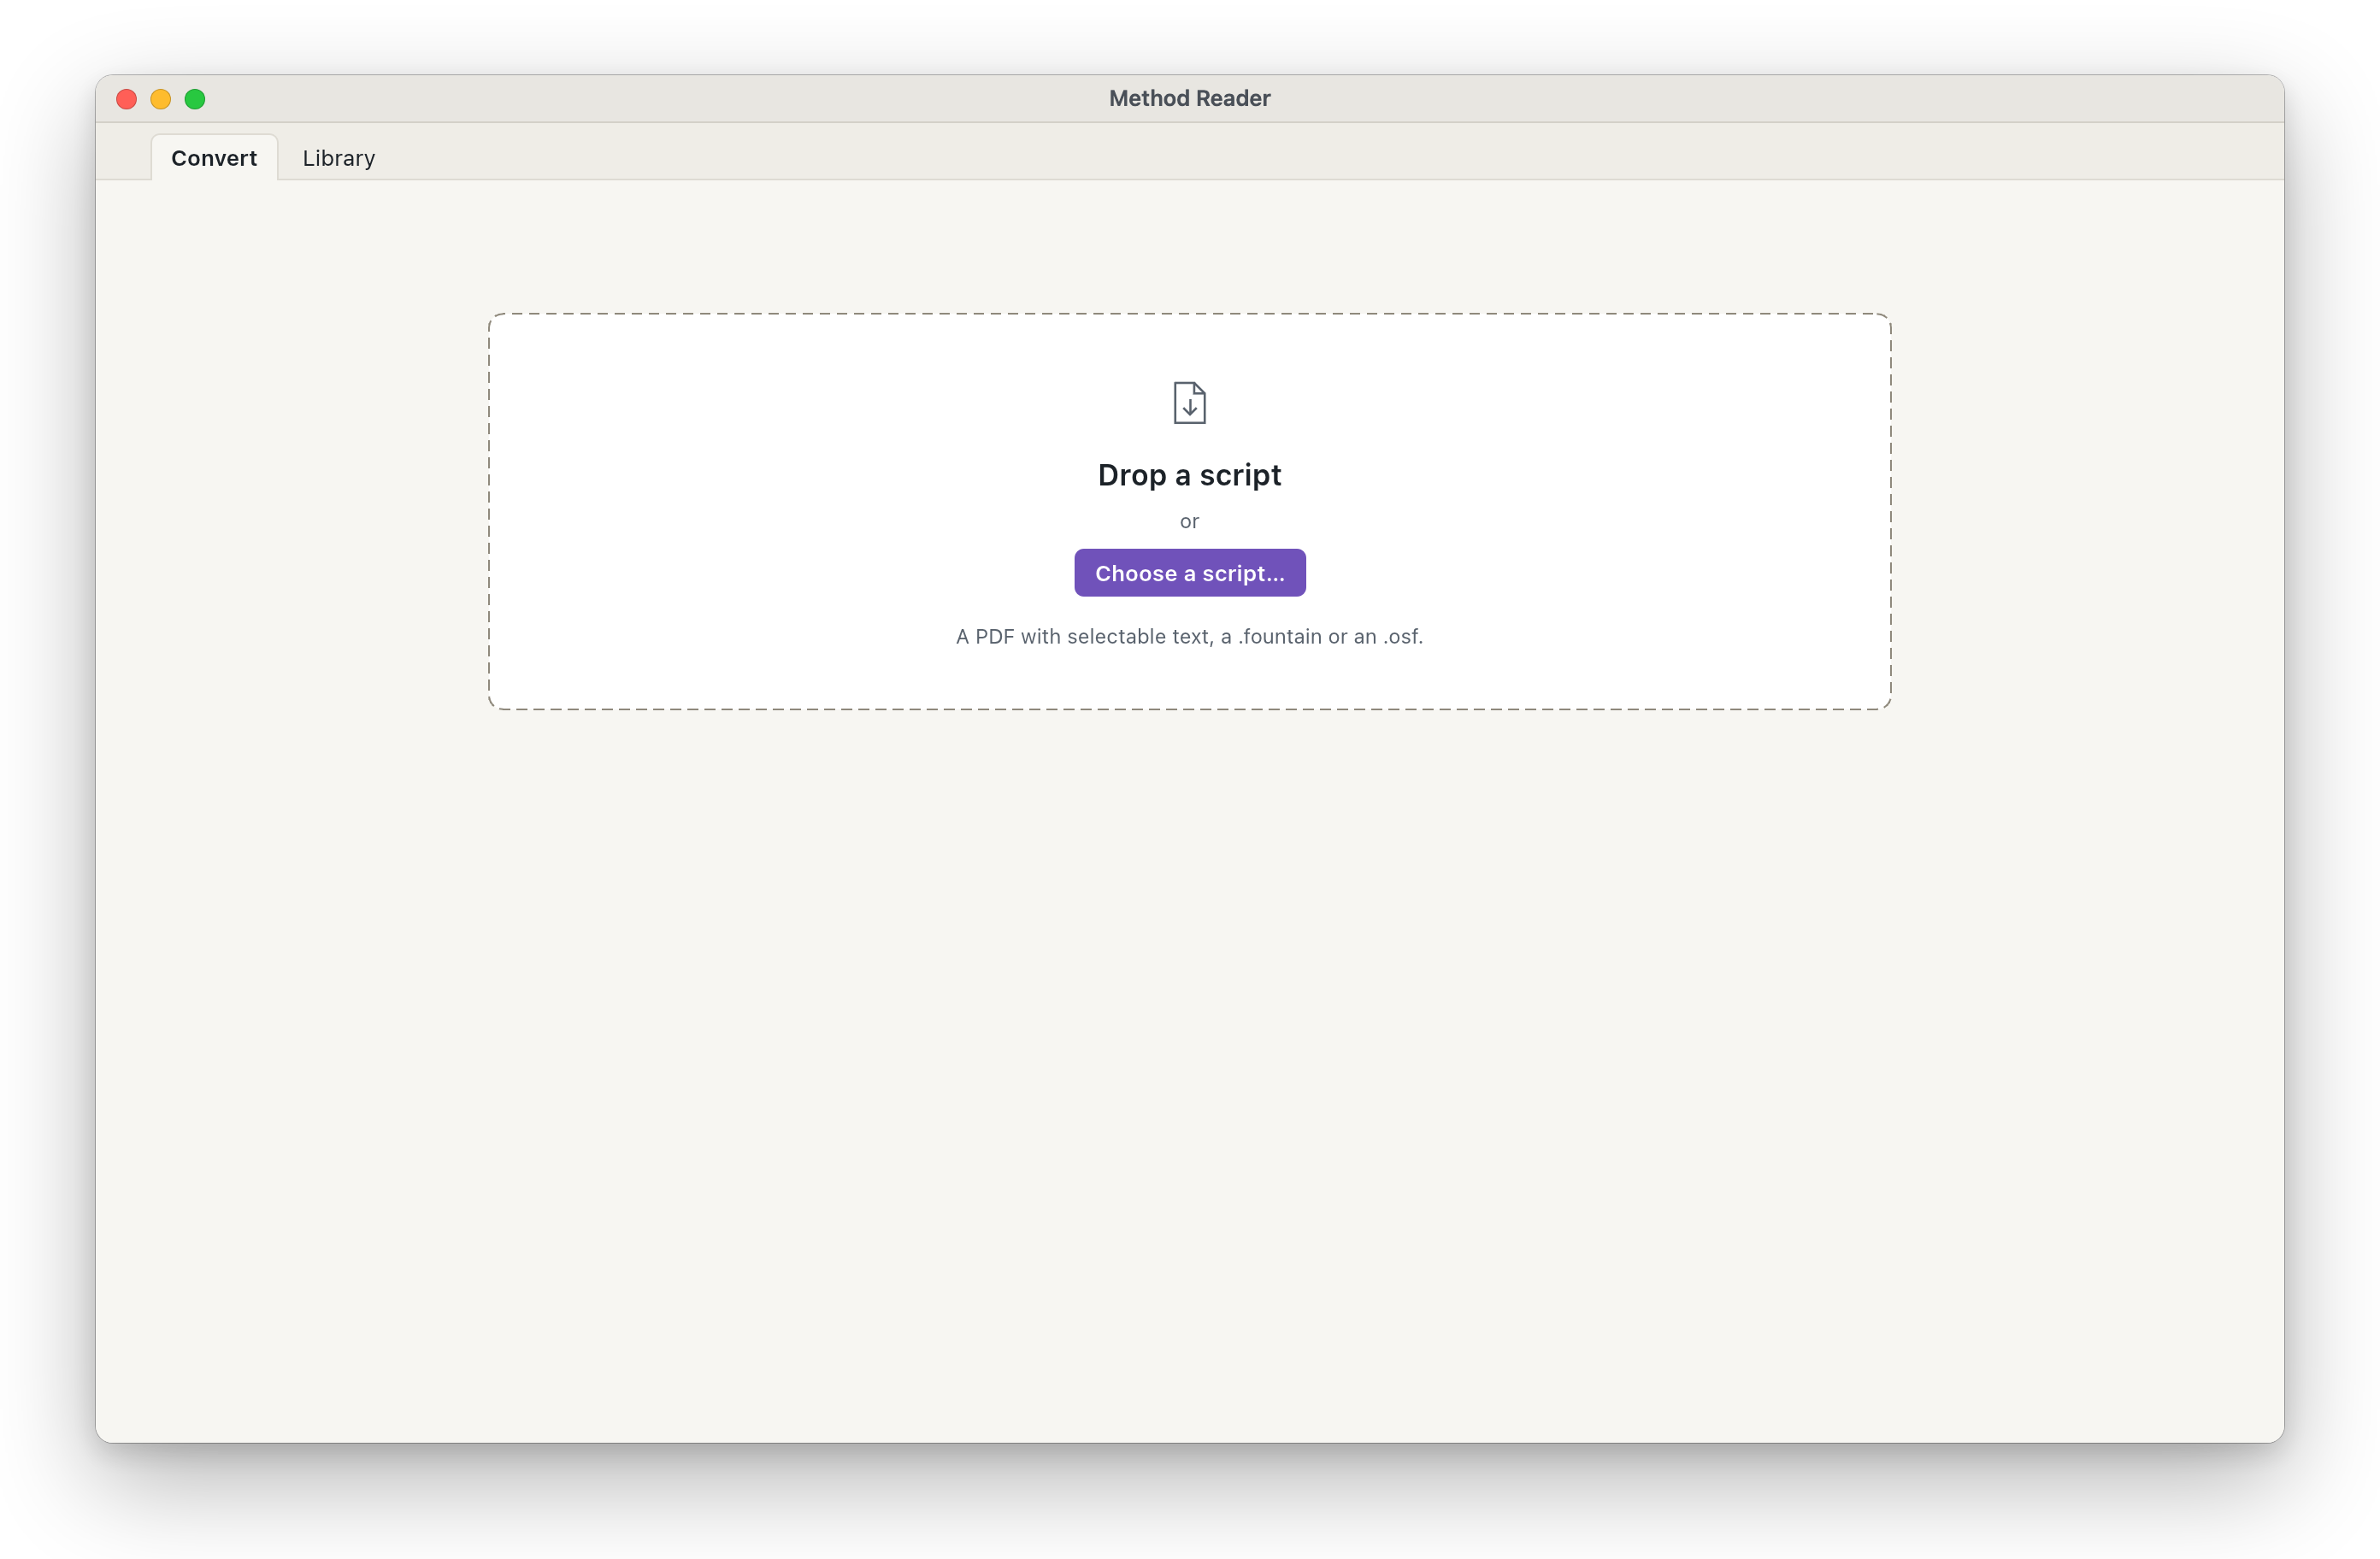 Method Reader
Convert
Library
Drop a script
or
Choose a script...
A PDF with selectable text, a .fountain or an .osf.